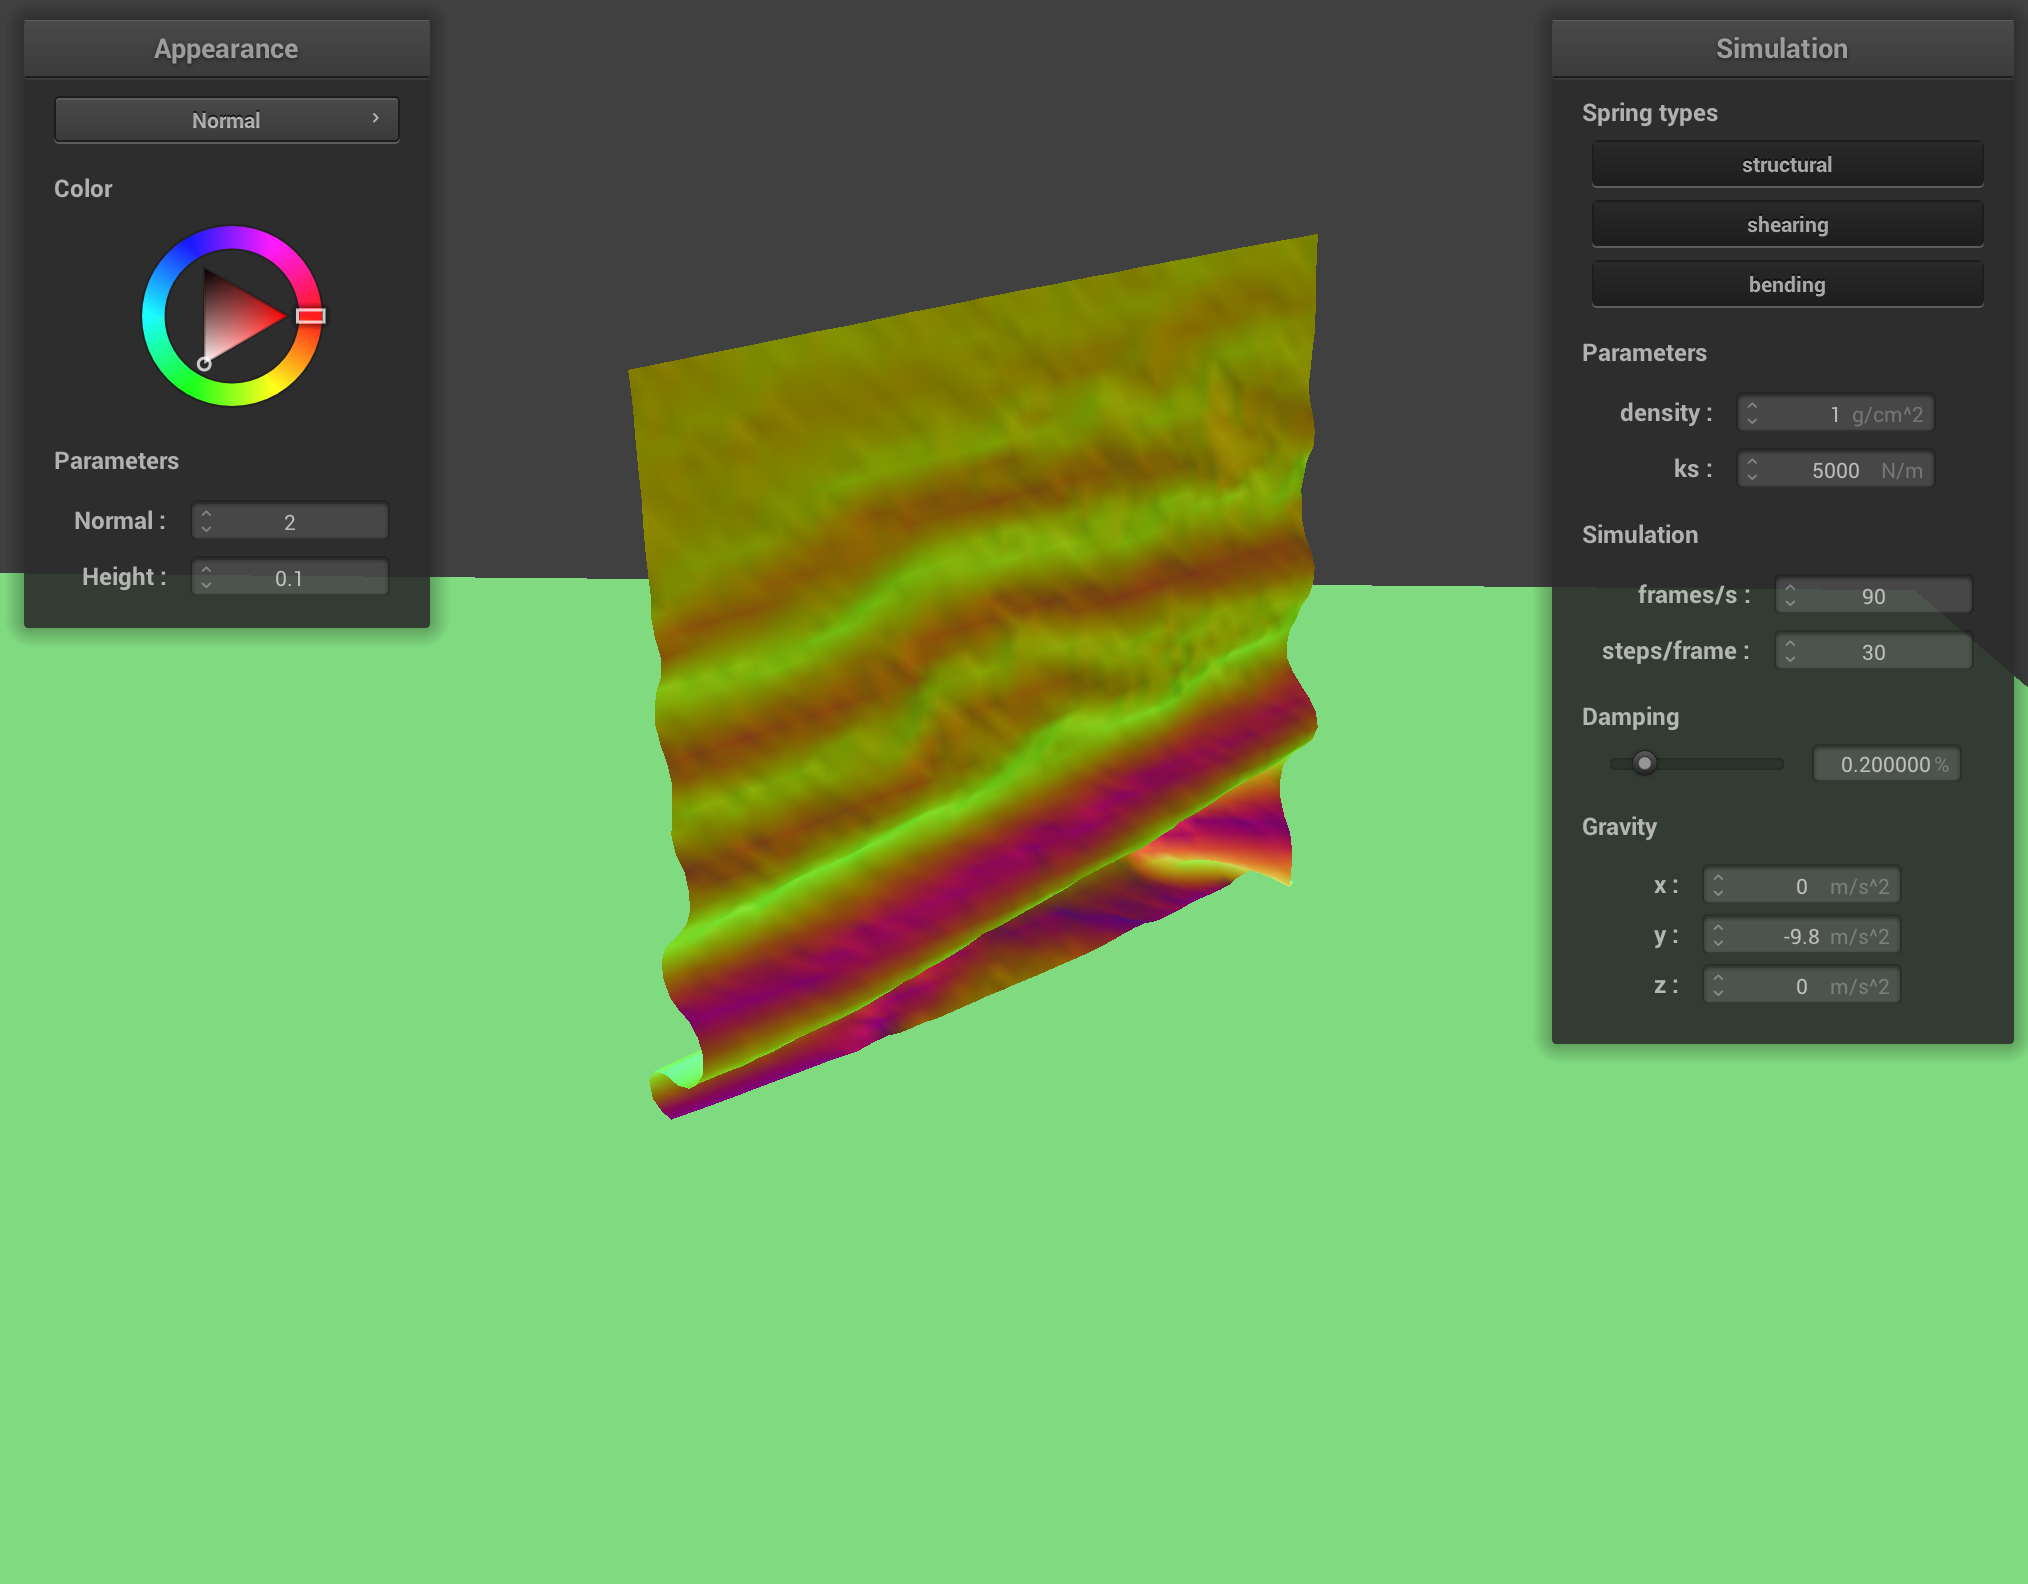 Appearance
Normal
Color
Parameters
Normal : 2
Height : 0.1
Simulation
Spring types
structural
shearing
bending
Parameters
density : 1 g/cm^2
ks : 5000 N/m
Simulation
frames/s : 90
steps/frame : 30
Damping
0.200000 %
Gravity
x : 0 m/s^2
y : -9.8 m/s^2
z : 0 m/s^2